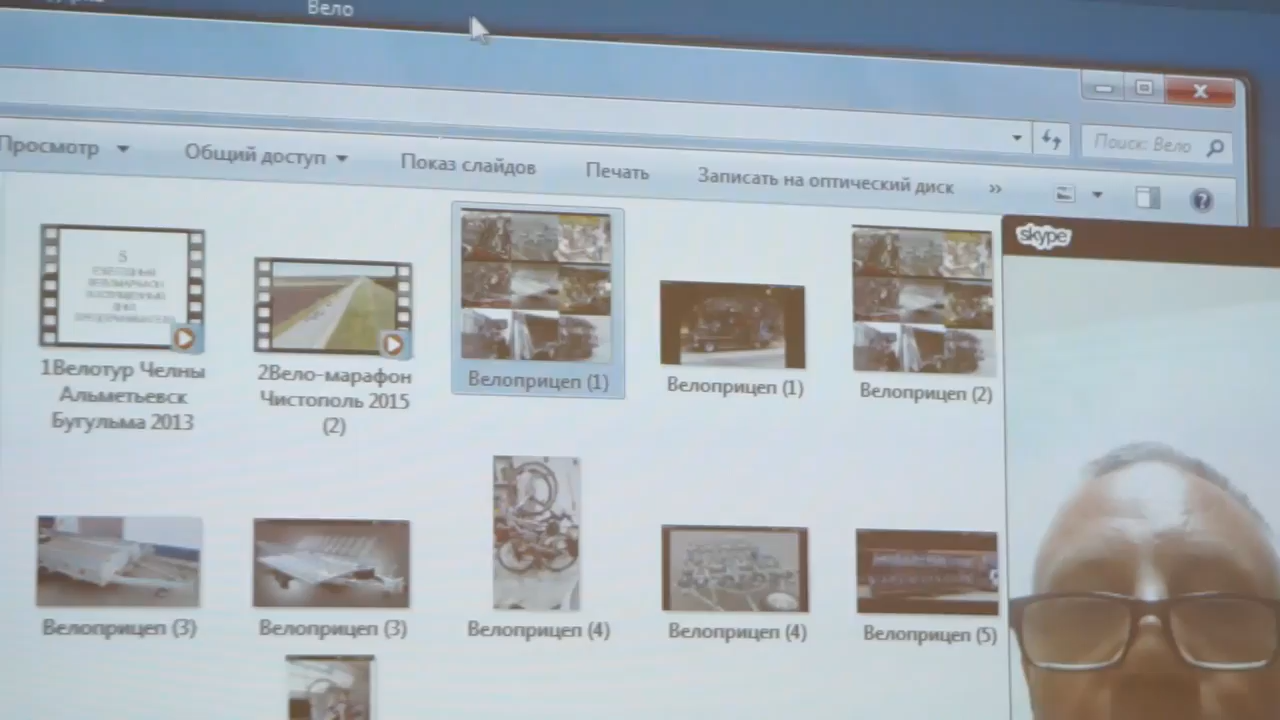 Вело
Просмотр
Общий доступ
Показ слайдов
Печать
Записать на оптический диск
»
Поиск: Вело
skype
5
1Велотур Челны
Альметьевск
Бугульма 2013
2Вело-марафон
Чистополь 2015
(2)
Велоприцеп (1)
Велоприцеп (1)
Велоприцеп (2)
Велоприцеп (3)
Велоприцеп (3)
Велоприцеп (4)
Велоприцеп (4)
Велоприцеп (5)